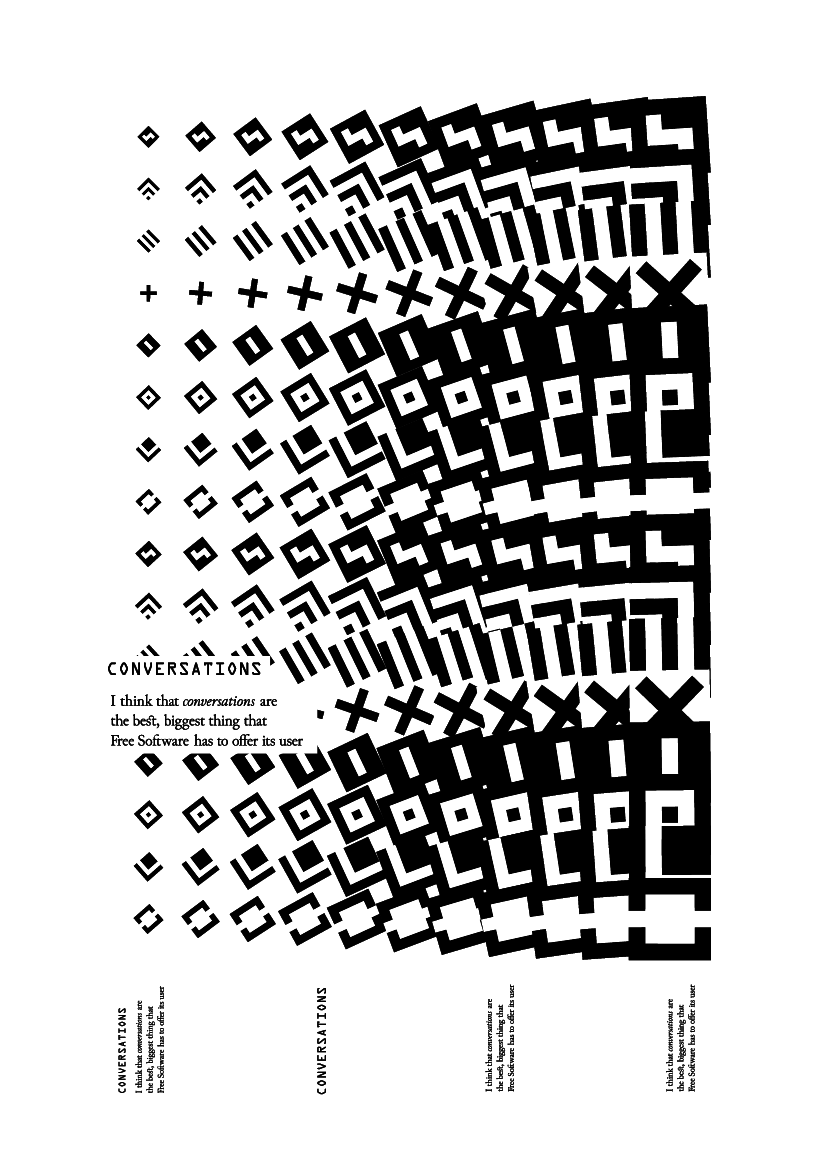 CONVERSATIONS
I think that conversations are
the best, biggest thing that
Free Software has to offer its user
CONVERSATIONS
I think that conversations are
the best, biggest thing that
Free Software has to offer its user
CONVERSATIONS
I think that conversations are
the best, biggest thing that
Free Software has to offer its user
I think that conversations are
the best, biggest thing that
Free Software has to offer its user